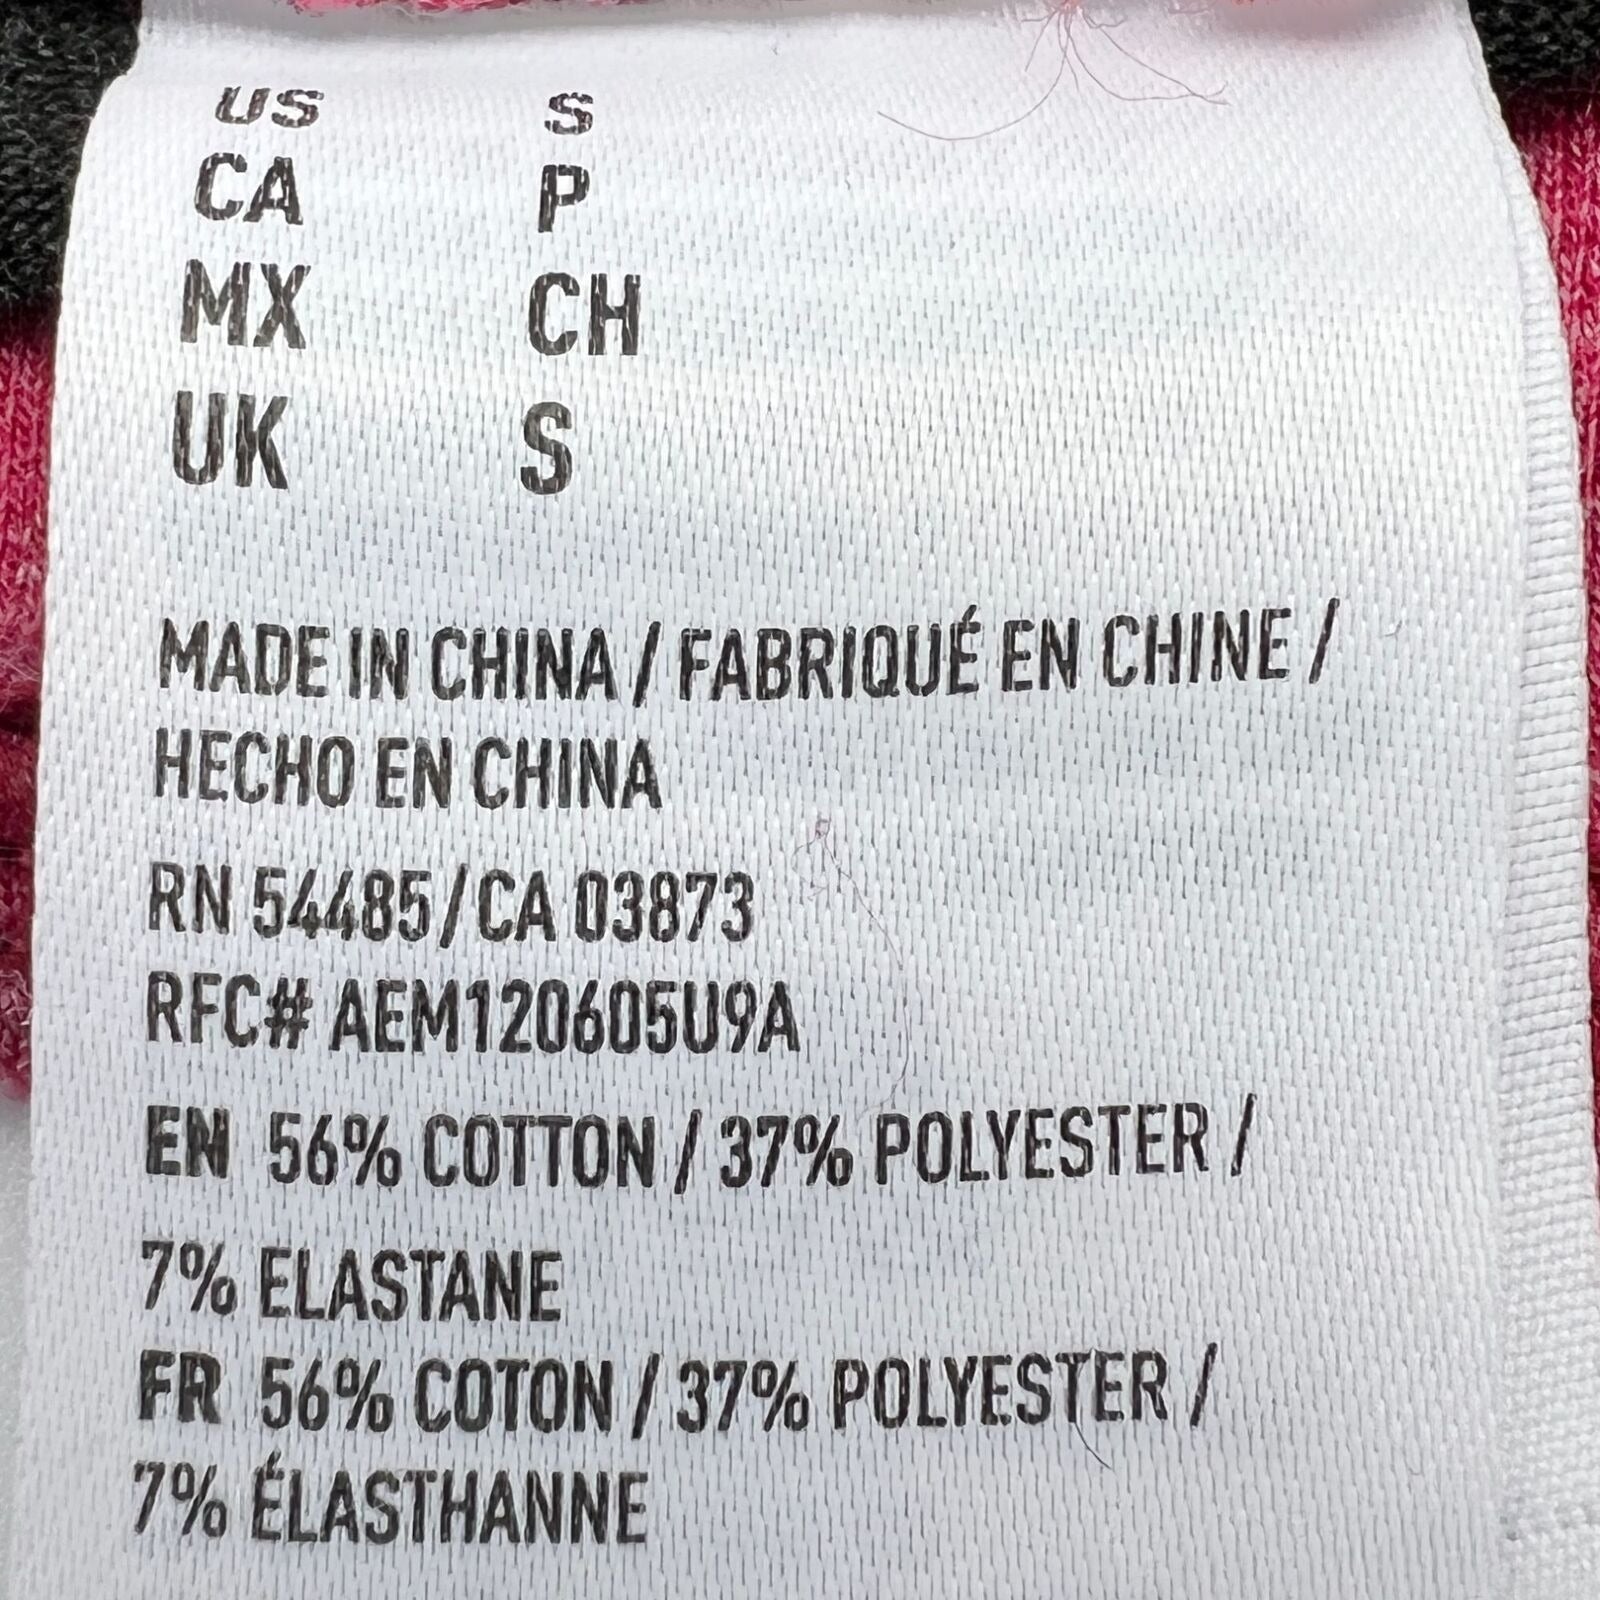 US S
CA P
MX CH
UK S
MADE IN CHINA / FABRIQUÉ EN CHINE /
HECHO EN CHINA
RN 54485/CA 03873
RFC# AEM120605U9A
EN 56% COTTON / 37% POLYESTER /
7% ELASTANE
FR 56% COTON / 37% POLYESTER /
7% ÉLASTHANNE